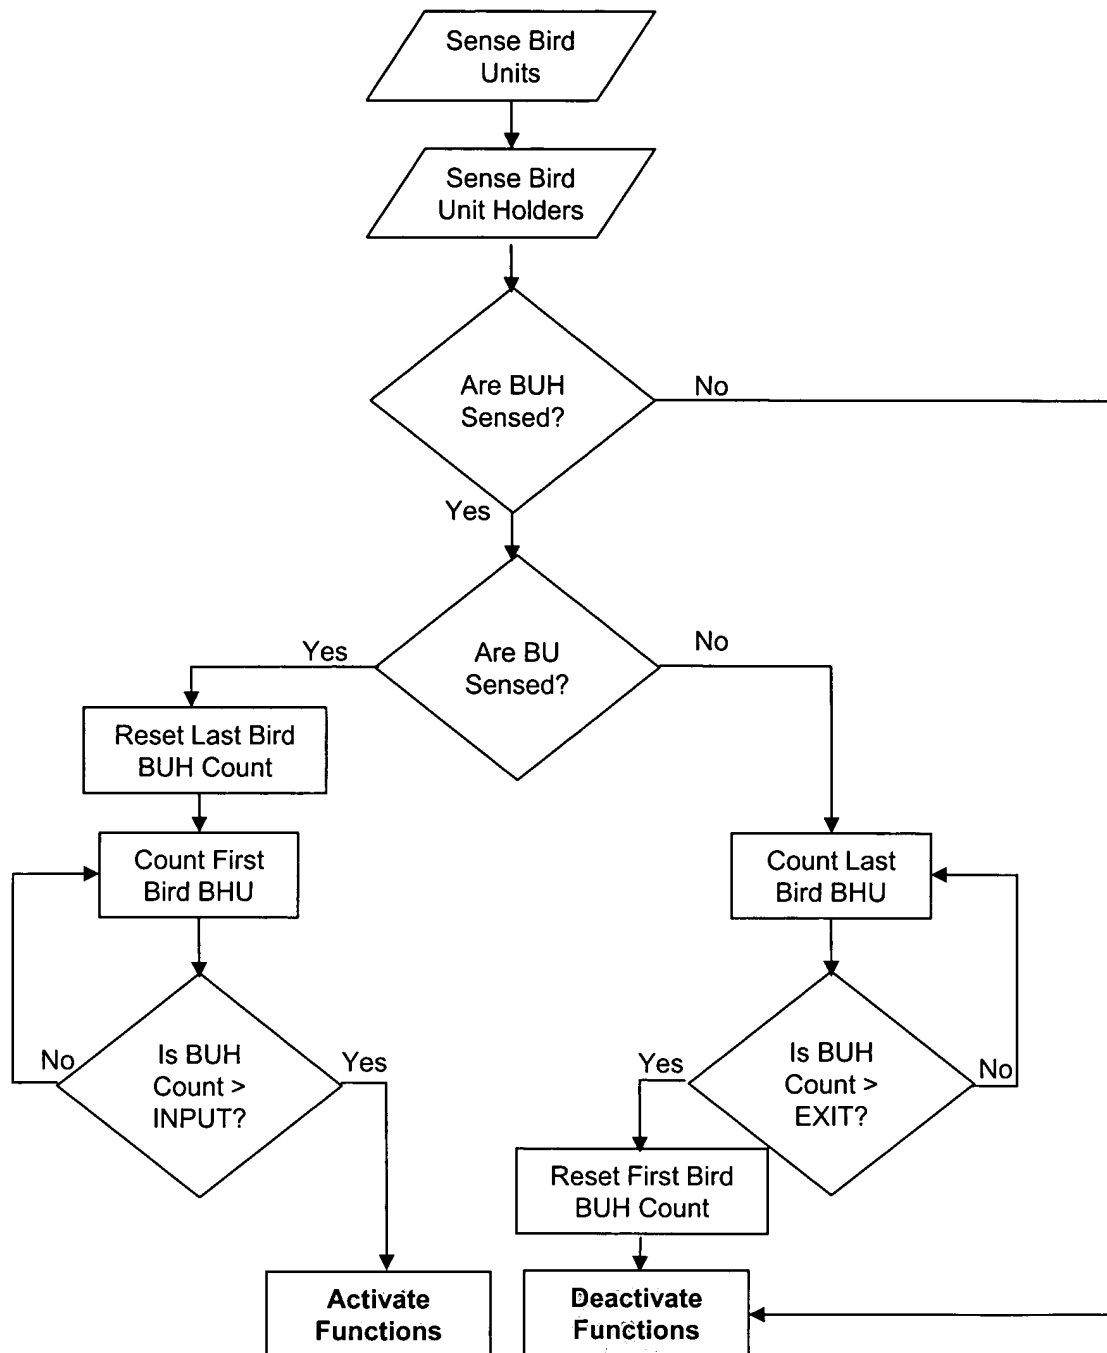 Sense Bird
Units
Sense Bird
Unit Holders
Are BUH
Sensed?
No
Yes
Are BU
Sensed?
Yes
No
Reset Last Bird
BUH Count
Count First
Bird BHU
Count Last
Bird BHU
Is BUH
Count >
INPUT?
No
Yes
Is BUH
Count >
EXIT?
Yes
No
Reset First Bird
BUH Count
Activate
Functions
Deactivate
Functions